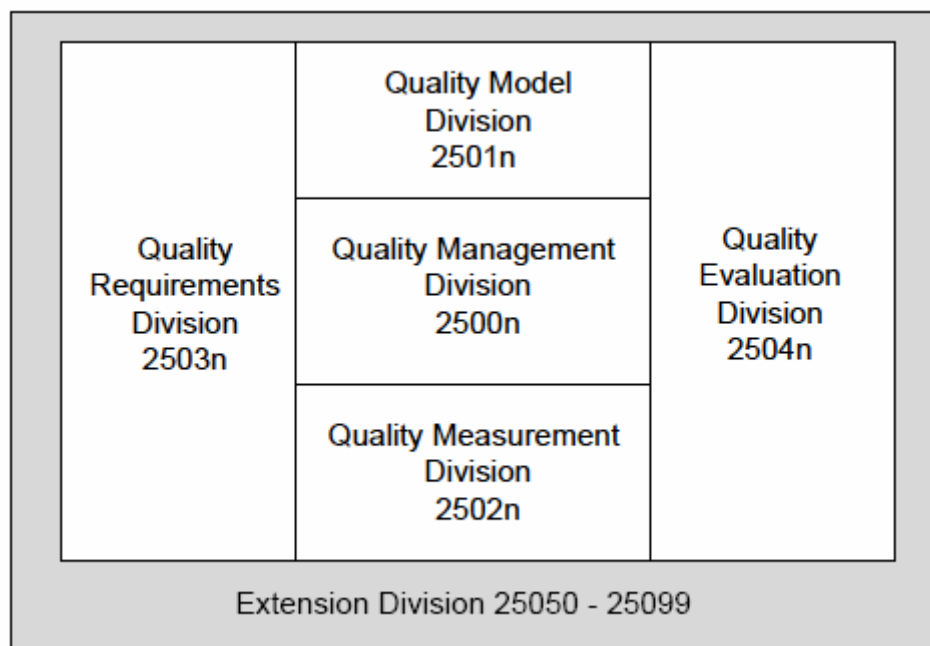 Quality
Requirements
Division
2503n
Quality Model
Division
2501n
Quality Management
Division
2500n
Quality Measurement
Division
2502n
Quality
Evaluation
Division
2504n
Extension Division 25050 - 25099